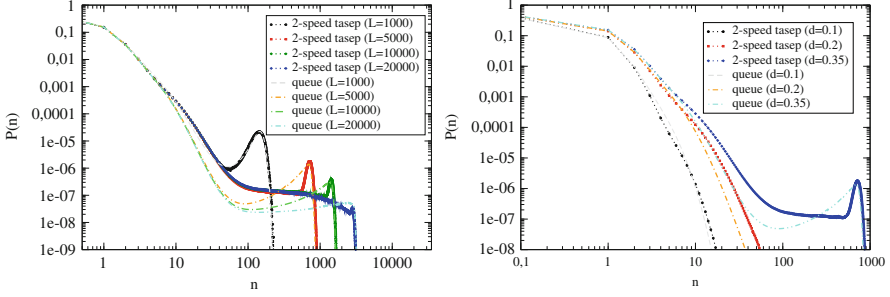 1
0,1
0,01
0,001
0,0001
1e-05
1e-06
1e-07
1e-08
1e-09
P(n)
1
10
100
1000
10000
n
2-speed tasep (L=1000)
2-speed tasep (L=5000)
2-speed tasep (L=10000)
2-speed tasep (L=20000)
queue (L=1000)
queue (L=5000)
queue (L=10000)
queue (L=20000)
1
0,1
0,01
0,001
0,0001
1e-05
1e-06
1e-07
1e-08
P(n)
0,1
1
10
100
1000
n
2-speed tasep (d=0.1)
2-speed tasep (d=0.2)
2-speed tasep (d=0.35)
queue (d=0.1)
queue (d=0.2)
queue (d=0.35)